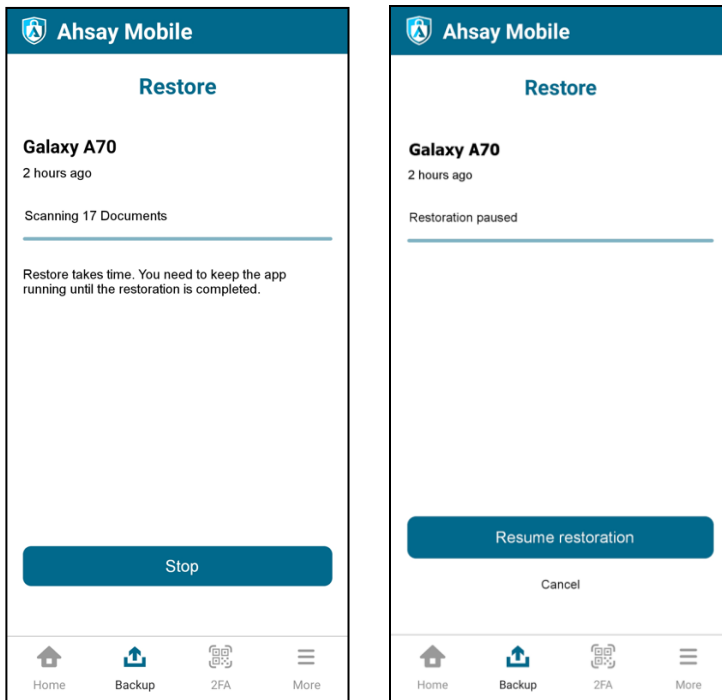 Ahsay Mobile
Restore
Galaxy A70
2 hours ago
Scanning 17 Documents
Restore takes time. You need to keep the app
running until the restoration is completed.
Stop
Home
Backup
2FA
More
Ahsay Mobile
Restore
Galaxy A70
2 hours ago
Restoration paused
Resume restoration
Cancel
Home
Backup
2FA
More